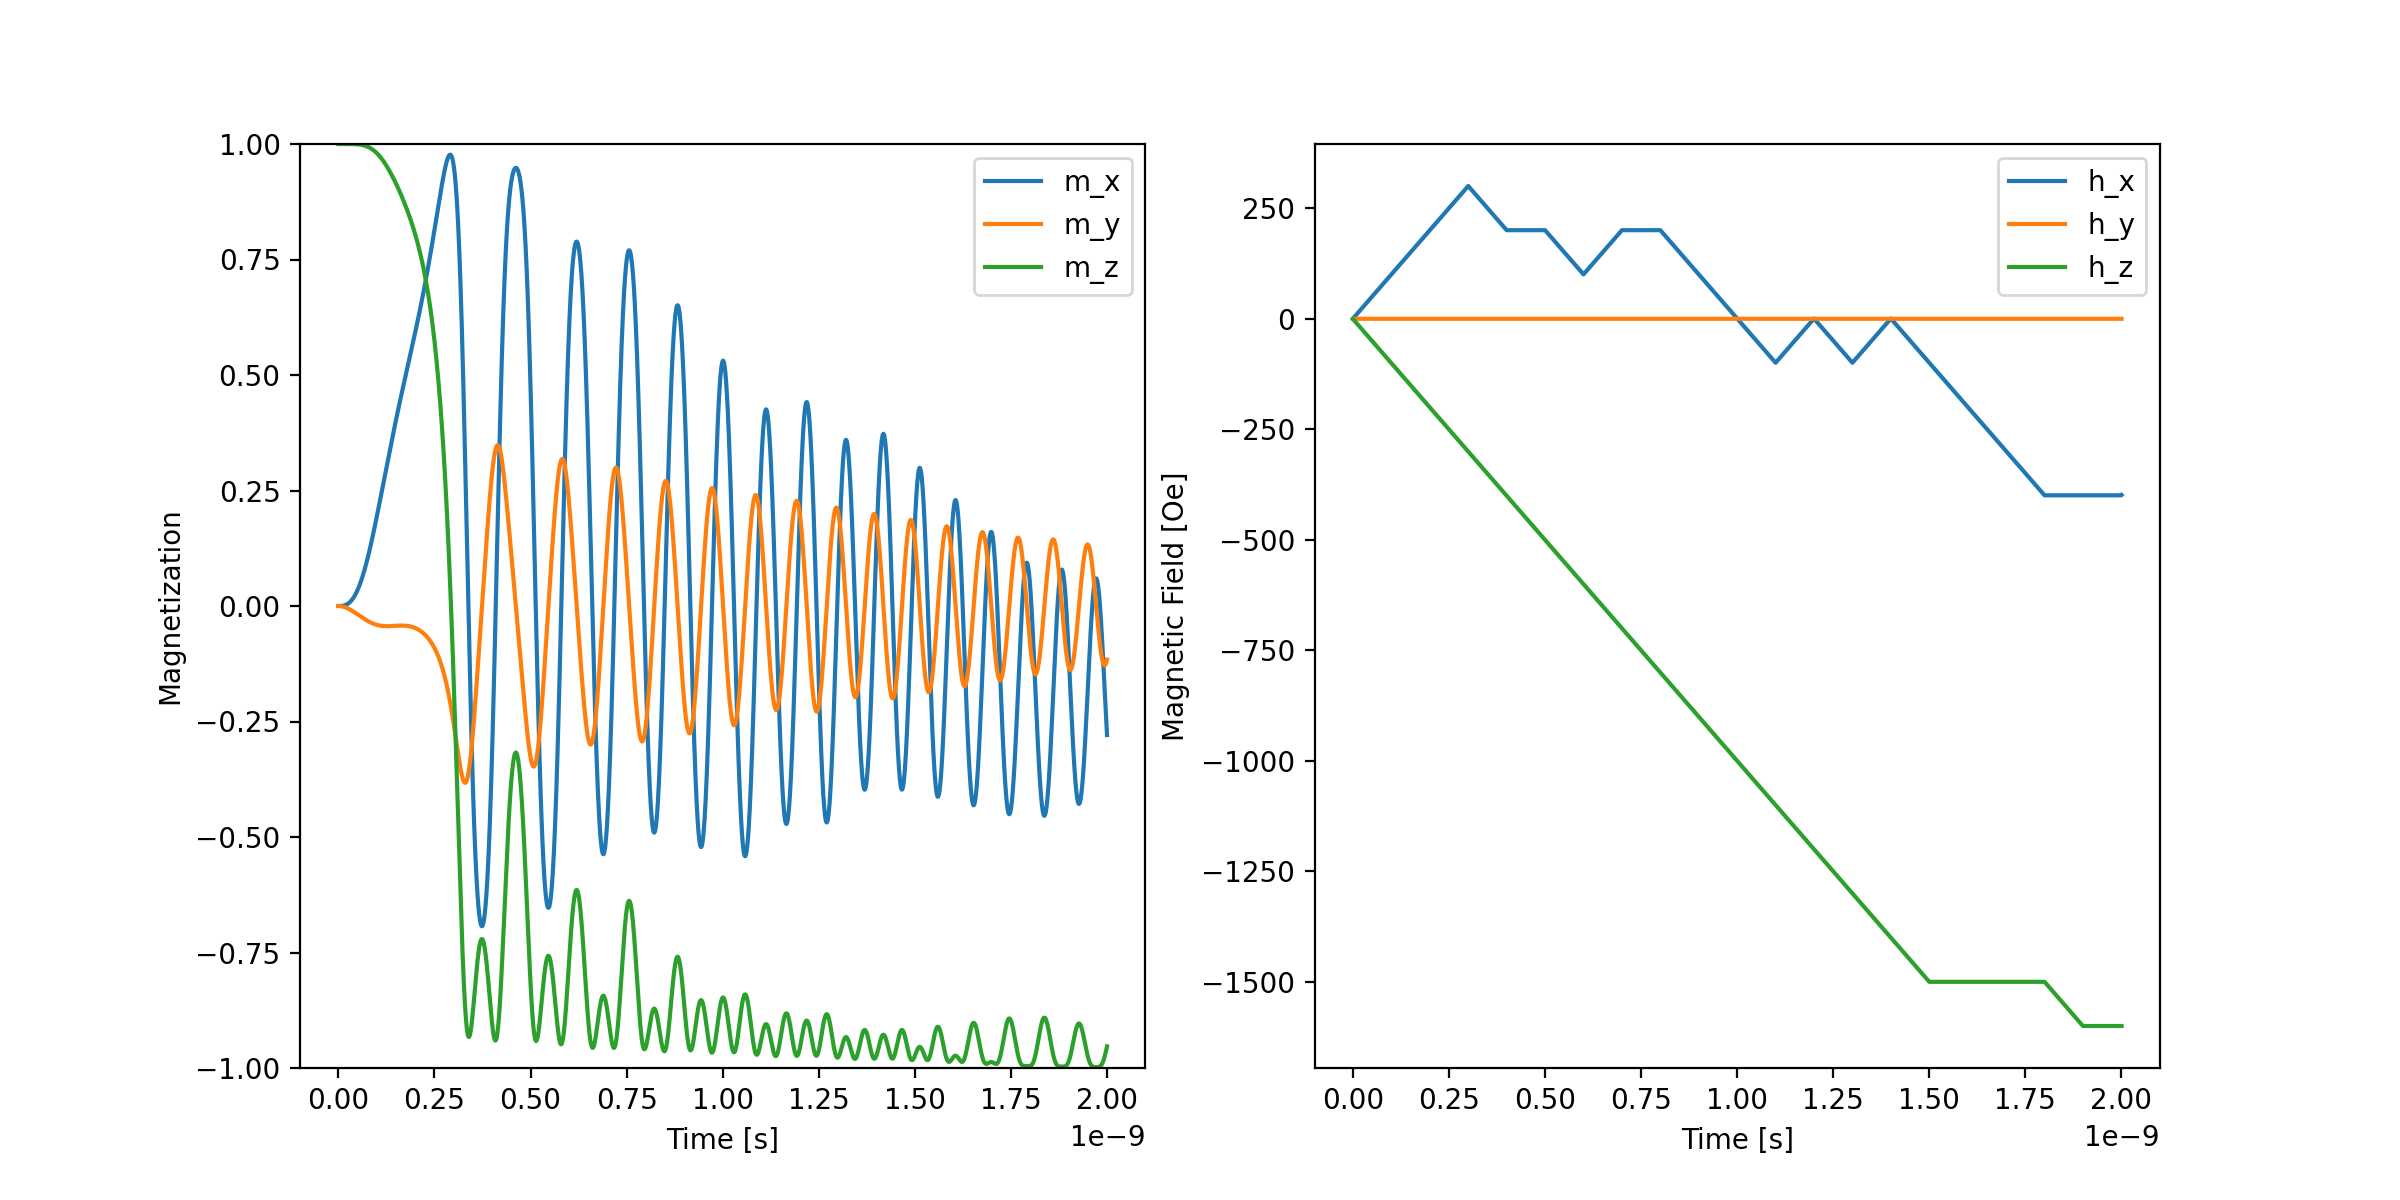 Magnetization
1.00
0.75
0.50
0.25
0.00
−0.25
−0.50
−0.75
−1.00
m_x
m_y
m_z
0.00 0.25 0.50 0.75 1.00 1.25 1.50 1.75 2.00
Time [s]
1e−9
Magnetic Field [Oe]
250
0
−250
−500
−750
−1000
−1250
−1500
h_x
h_y
h_z
0.00 0.25 0.50 0.75 1.00 1.25 1.50 1.75 2.00
Time [s]
1e−9